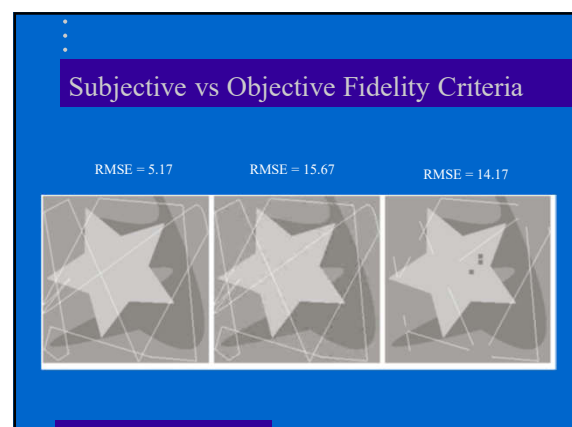 Subjective vs Objective Fidelity Criteria
RMSE = 5.17
RMSE = 15.67
RMSE = 14.17